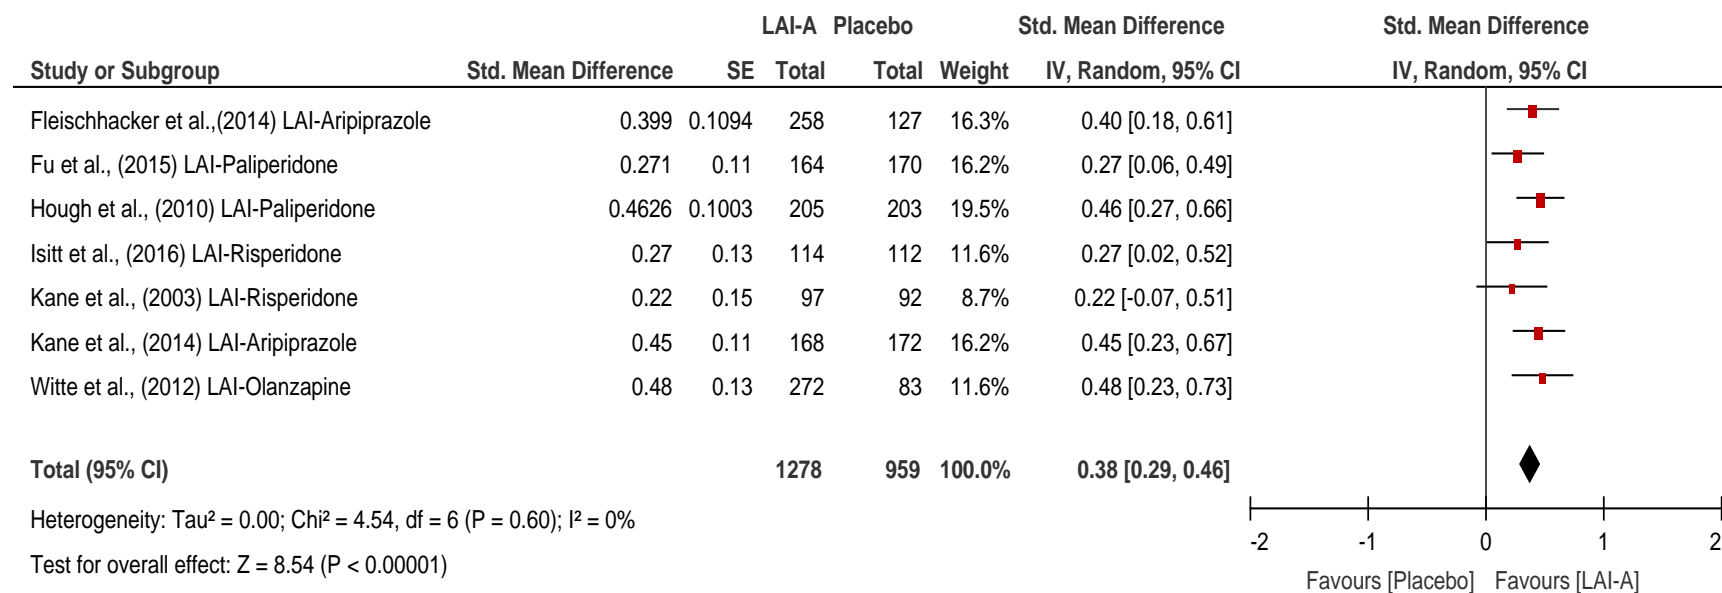 LAI-A Placebo Std. Mean Difference Std. Mean Difference
Study or Subgroup Std. Mean Difference SE Total Total Weight IV, Random, 95% CI IV, Random, 95% CI
Fleischhacker et al.,(2014) LAI-Aripiprazole 0.399 0.1094 258 127 16.3% 0.40 [0.18, 0.61]
Fu et al., (2015) LAI-Paliperidone 0.271 0.11 164 170 16.2% 0.27 [0.06, 0.49]
Hough et al., (2010) LAI-Paliperidone 0.4626 0.1003 205 203 19.5% 0.46 [0.27, 0.66]
Isitt et al., (2016) LAI-Risperidone 0.27 0.13 114 112 11.6% 0.27 [0.02, 0.52]
Kane et al., (2003) LAI-Risperidone 0.22 0.15 97 92 8.7% 0.22 [-0.07, 0.51]
Kane et al., (2014) LAI-Aripiprazole 0.45 0.11 168 172 16.2% 0.45 [0.23, 0.67]
Witte et al., (2012) LAI-Olanzapine 0.48 0.13 272 83 11.6% 0.48 [0.23, 0.73]
Total (95% CI) 1278 959 100.0% 0.38 [0.29, 0.46]
Heterogeneity: Tau² = 0.00; Chi² = 4.54, df = 6 (P = 0.60); I² = 0%
Test for overall effect: Z = 8.54 (P < 0.00001)
-2 -1 0 1 2
Favours [Placebo] Favours [LAI-A]